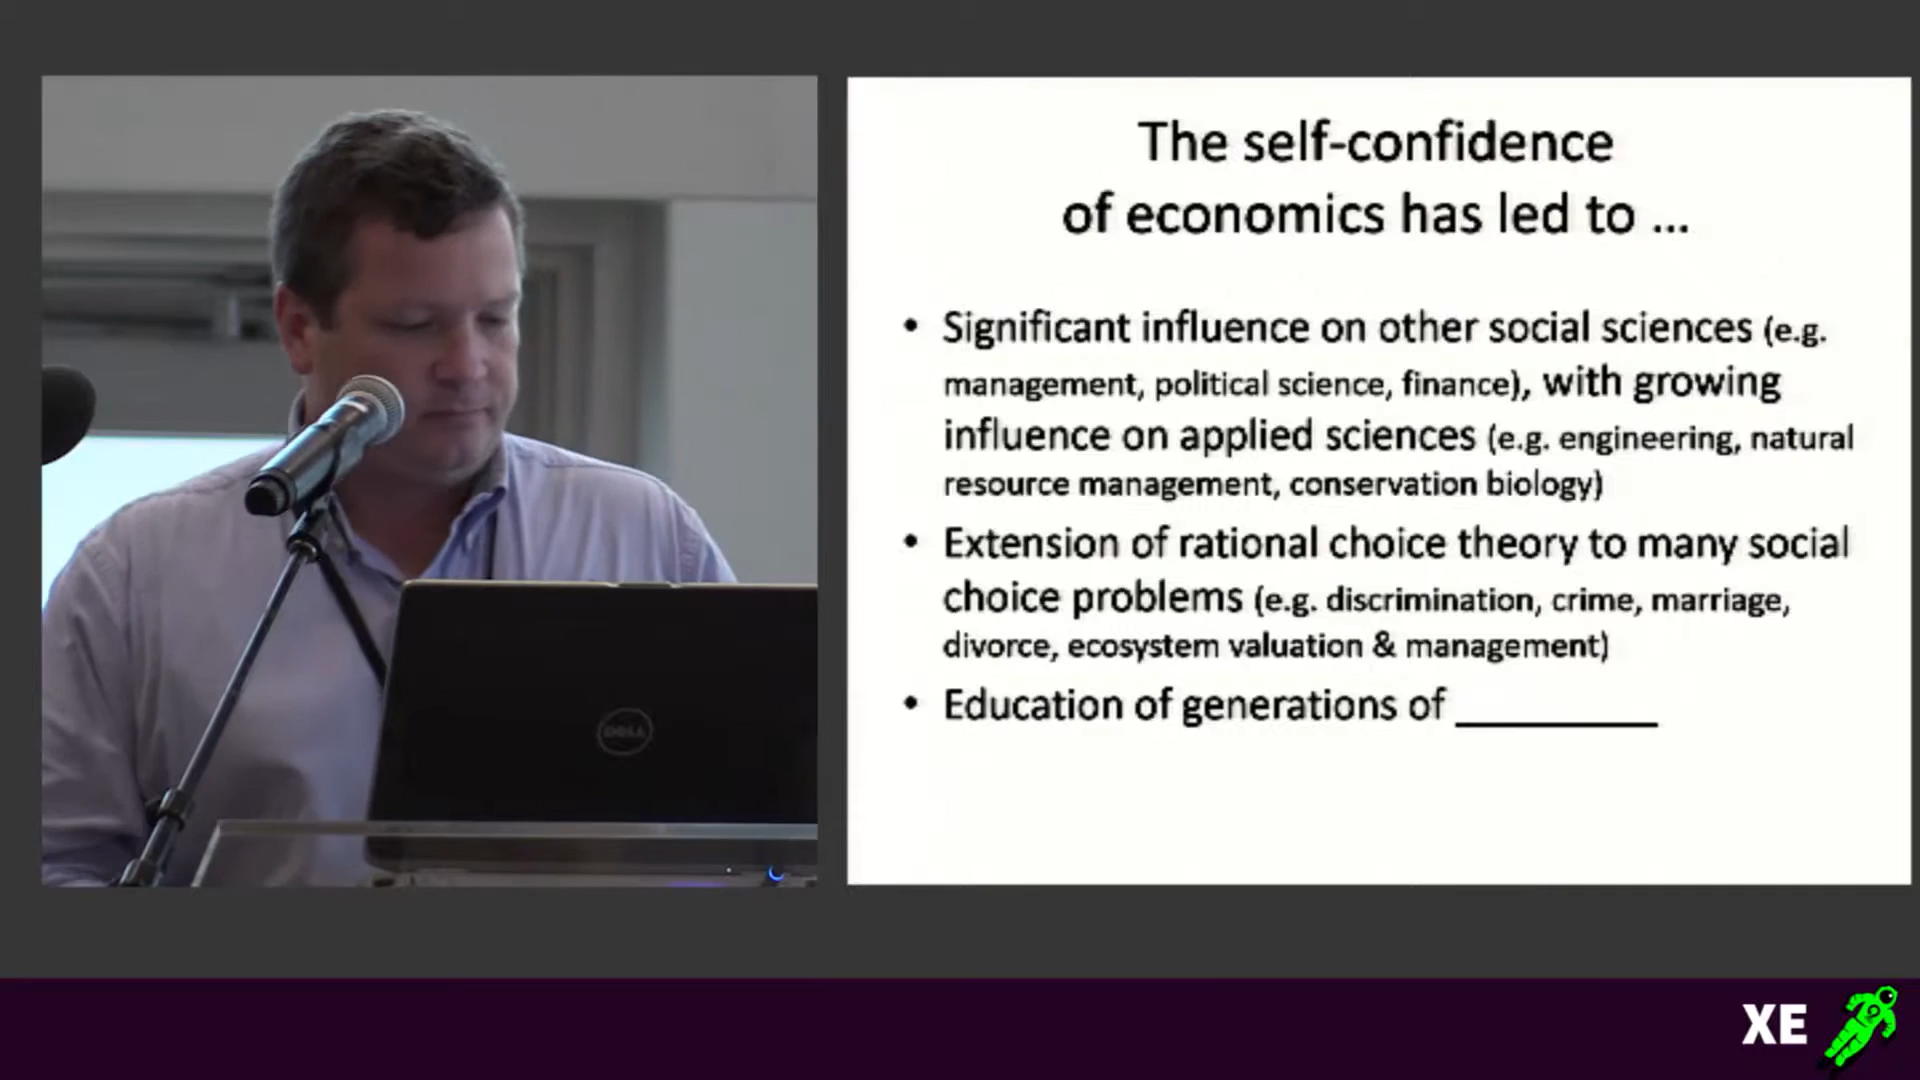 The self-confidence
of economics has led to ...
• Significant influence on other social sciences (e.g.
management, political science, finance), with growing
influence on applied sciences (e.g. engineering, natural
resource management, conservation biology)
• Extension of rational choice theory to many social
choice problems (e.g. discrimination, crime, marriage,
divorce, ecosystem valuation & management)
• Education of generations of __________
DELL
XE